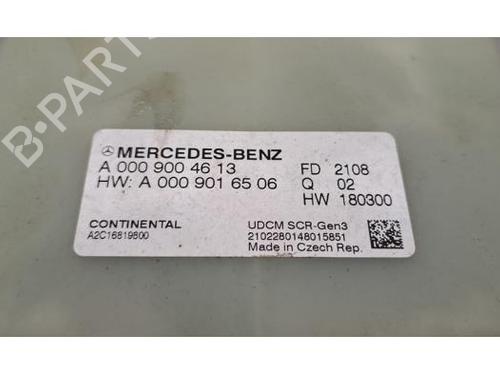 MERCEDES-BENZ
A 000 900 46 13 FD 2108
HW: A 000 901 65 06 Q 02
HW 180300
CONTINENTAL UDCM SCR-Gen3
A2C16819800 2102280148015851
Made in Czech Rep.
B-PARTS